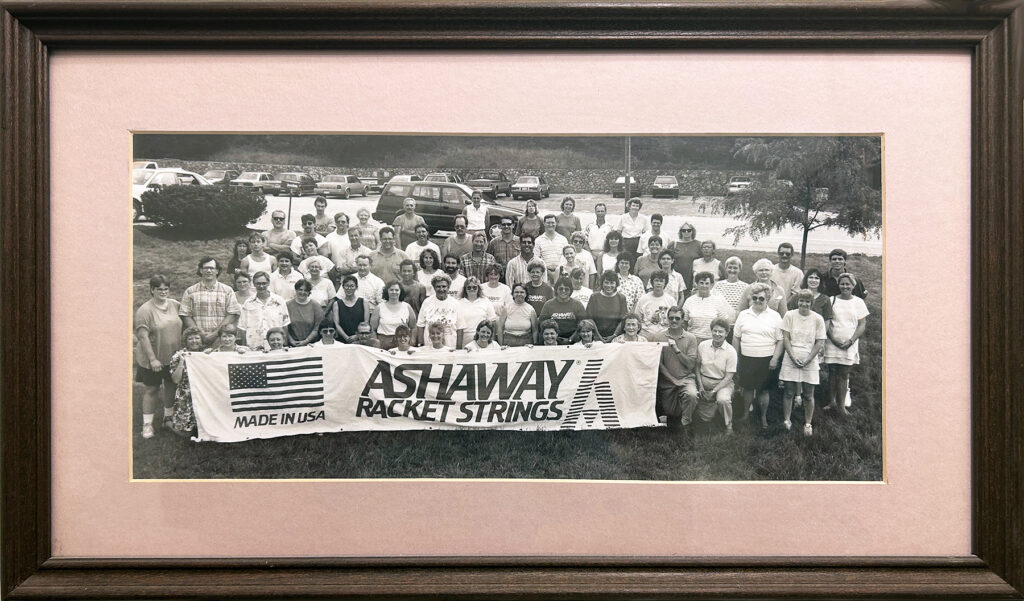 MADE IN USA
ASHAWAY®
RACKET STRINGS